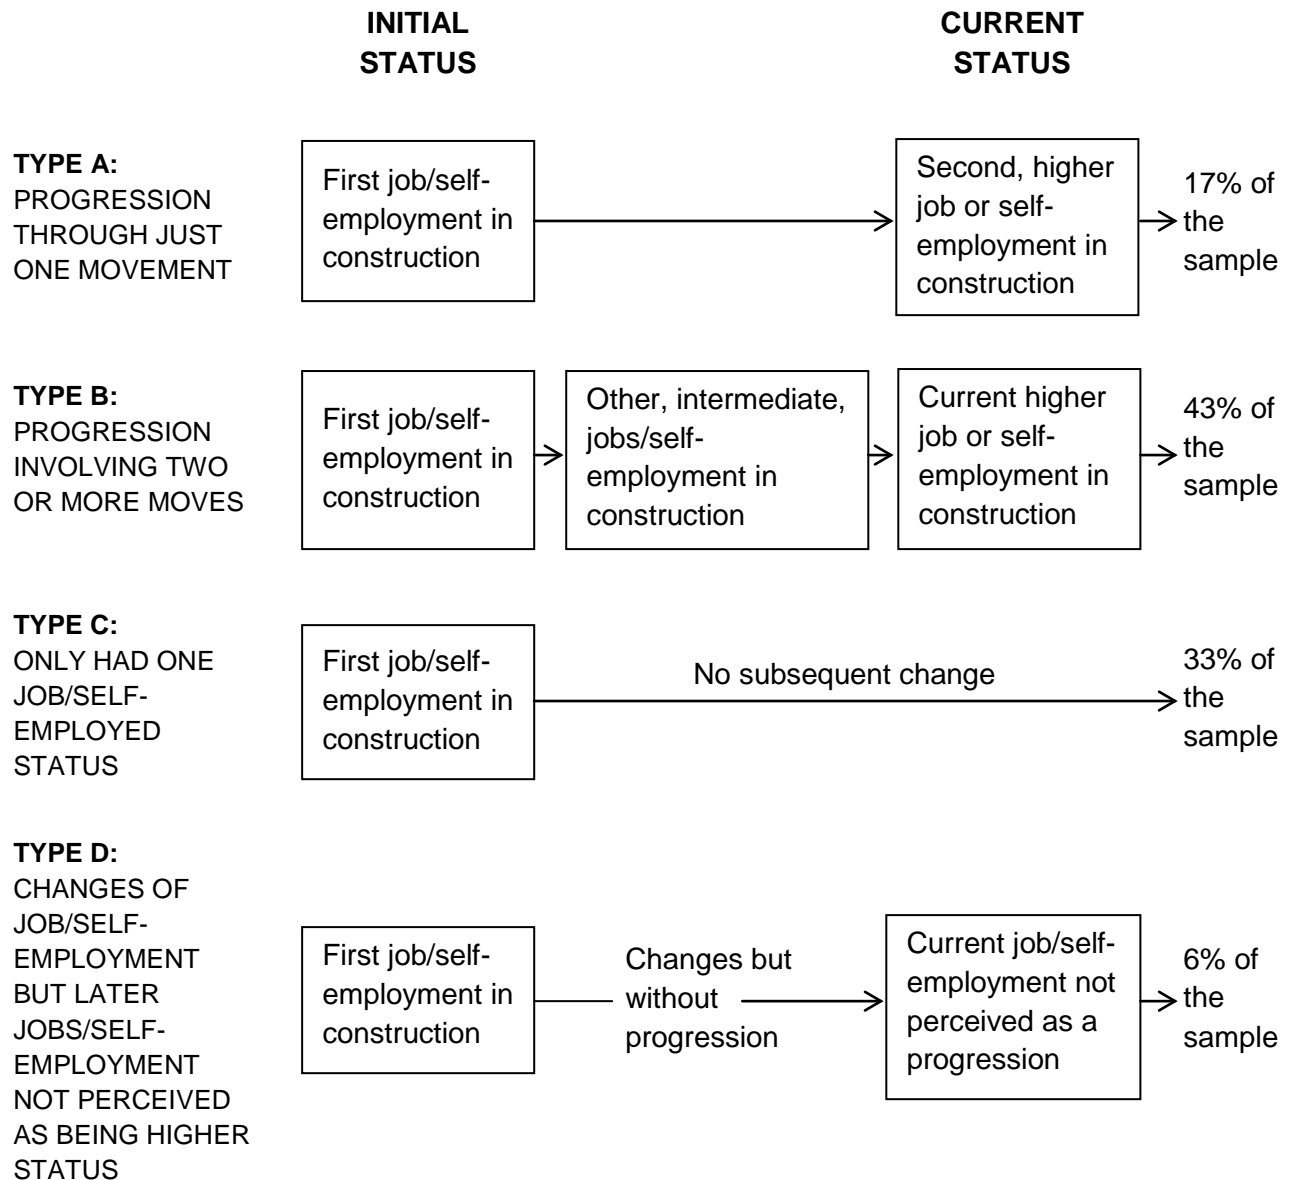 INITIAL
STATUS
CURRENT
STATUS
TYPE A:
PROGRESSION
THROUGH JUST
ONE MOVEMENT
First job/self-
employment in
construction
Second, higher
job or self-
employment in
construction
17% of
the
sample
TYPE B:
PROGRESSION
INVOLVING TWO
OR MORE MOVES
First job/self-
employment in
construction
Other, intermediate,
jobs/self-
employment in
construction
Current higher
job or self-
employment in
construction
43% of
the
sample
TYPE C:
ONLY HAD ONE
JOB/SELF-
EMPLOYED
STATUS
First job/self-
employment in
construction
No subsequent change
33% of
the
sample
TYPE D:
CHANGES OF
JOB/SELF-
EMPLOYMENT
BUT LATER
JOBS/SELF-
EMPLOYMENT
NOT PERCEIVED
AS BEING HIGHER
STATUS
First job/self-
employment in
construction
Changes but
without
progression
Current job/self-
employment not
perceived as a
progression
6% of
the
sample